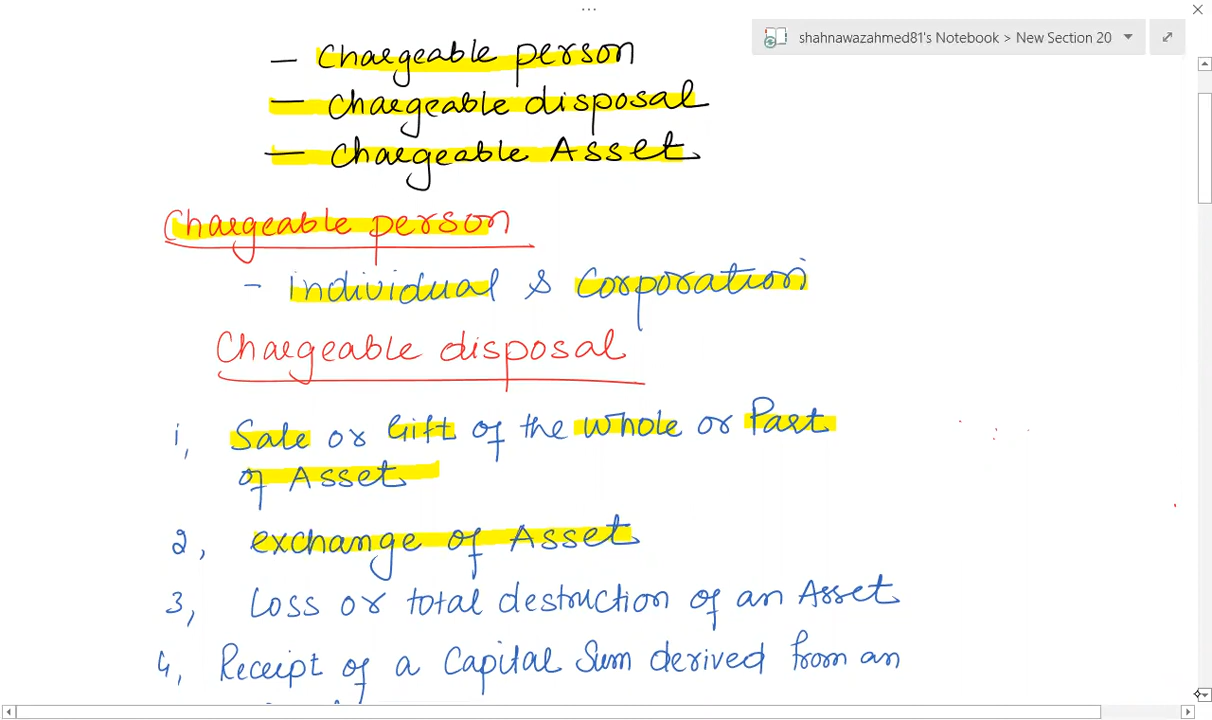 shahnawazahmed81's Notebook > New Section 20
— Chargeable person
— Chargeable disposal
— Chargeable Asset
Chargeable person
- individual & Corporation
Chargeable disposal
1, Sale or Gift of the whole or Part
of Asset
2, exchange of Asset
3, Loss or total destruction of an Asset
4, Receipt of a Capital Sum derived from an